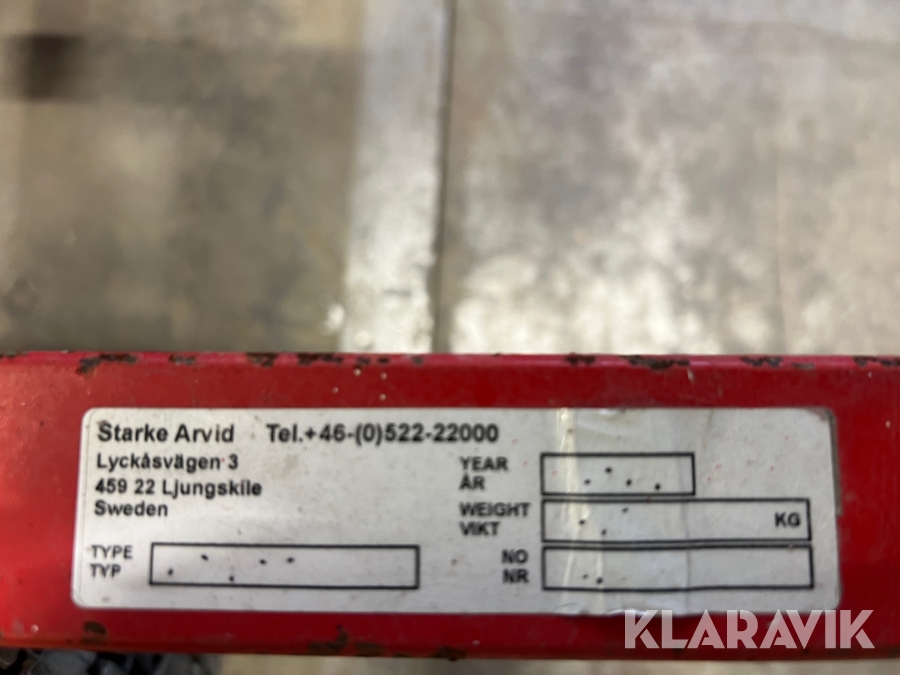 Starke Arvid Tel.+46-(0)522-22000
Lyckåsvägen 3
459 22 Ljungskile
Sweden
YEAR
ÅR
WEIGHT
VIKT
KG
TYPE
TYP
NO
NR
KLARAVIK